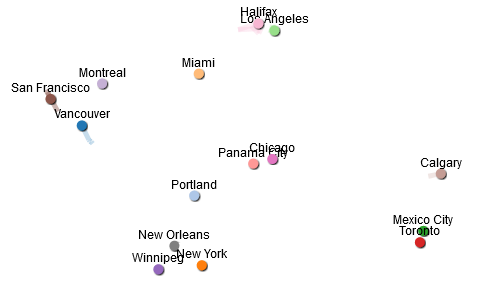 Halifax
Los Angeles
Miami
Montreal
San Francisco
Vancouver
Chicago
Panama City
Calgary
Portland
Mexico City
Toronto
New Orleans
New York
Winnipeg